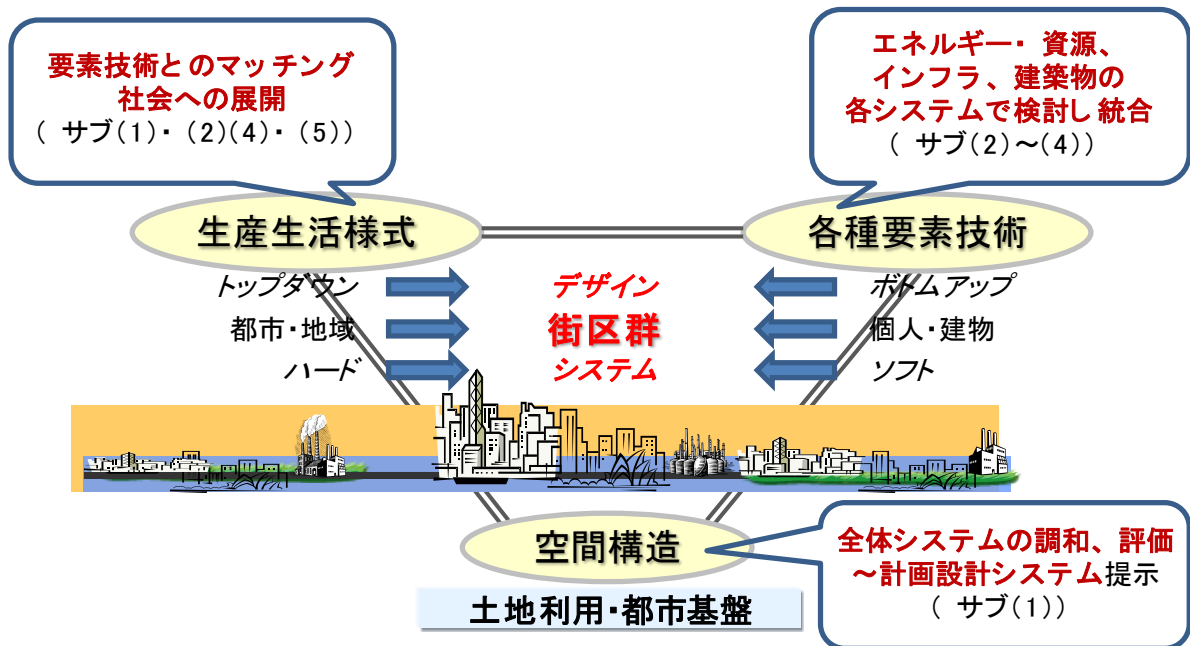 要素技術とのマッチング
社会への展開
( サブ(1)・(2)(4)・(5))
エネルギー・資源、
インフラ、建築物の
各システムで検討し統合
( サブ(2)～(4))
生産生活様式
各種要素技術
トップダウン
デザイン
ボトムアップ
都市・地域
街区群
個人・建物
ハード
システム
ソフト
空間構造
土地利用・都市基盤
全体システムの調和、評価
～計画設計システム提示
( サブ(1))